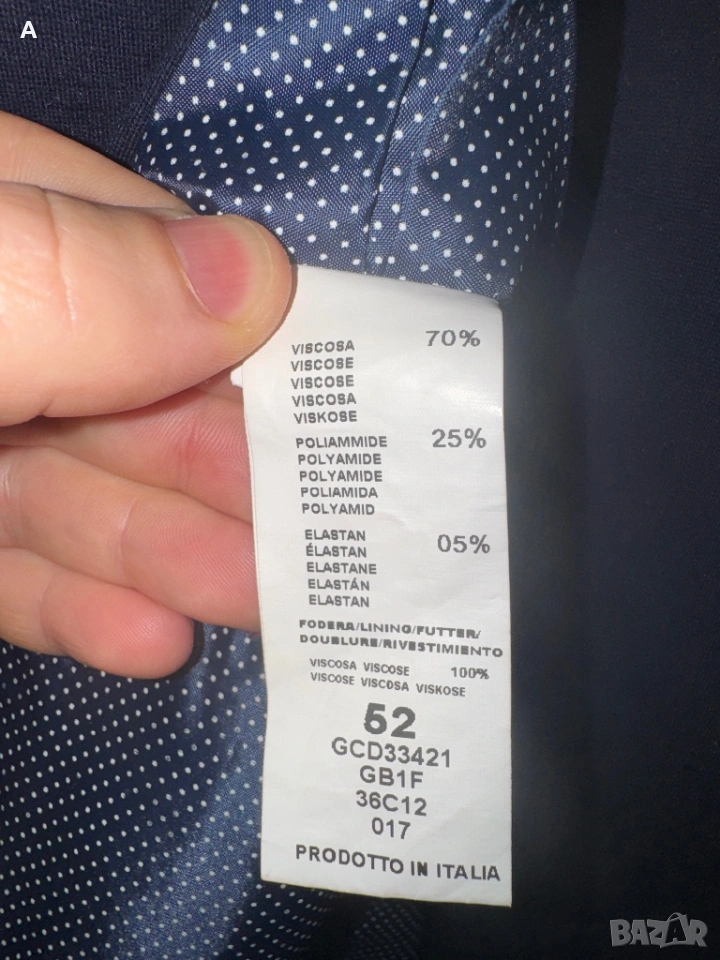 A
VISCOSA 70%
VISCOSE
VISCOSE
VISCOSA
VISKOSE
POLIAMMIDE 25%
POLYAMIDE
POLYAMIDE
POLIAMIDA
POLYAMID
ELASTAN 05%
ÉLASTAN
ELASTANE
ELASTÁN
ELASTAN
FODERA/LINING/FUTTER/
DOUBLURE/RIVESTIMIENTO
VISCOSA VISCOSE 100%
VISCOSE VISCOSA VISKOSE
52
GCD33421
GB1F
36C12
017
PRODOTTO IN ITALIA
BAZAR